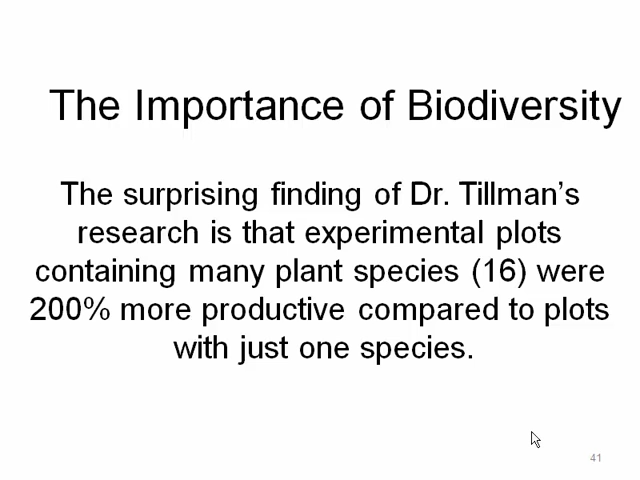 The Importance of Biodiversity
The surprising finding of Dr. Tillman's
research is that experimental plots
containing many plant species (16) were
200% more productive compared to plots
with just one species.
41